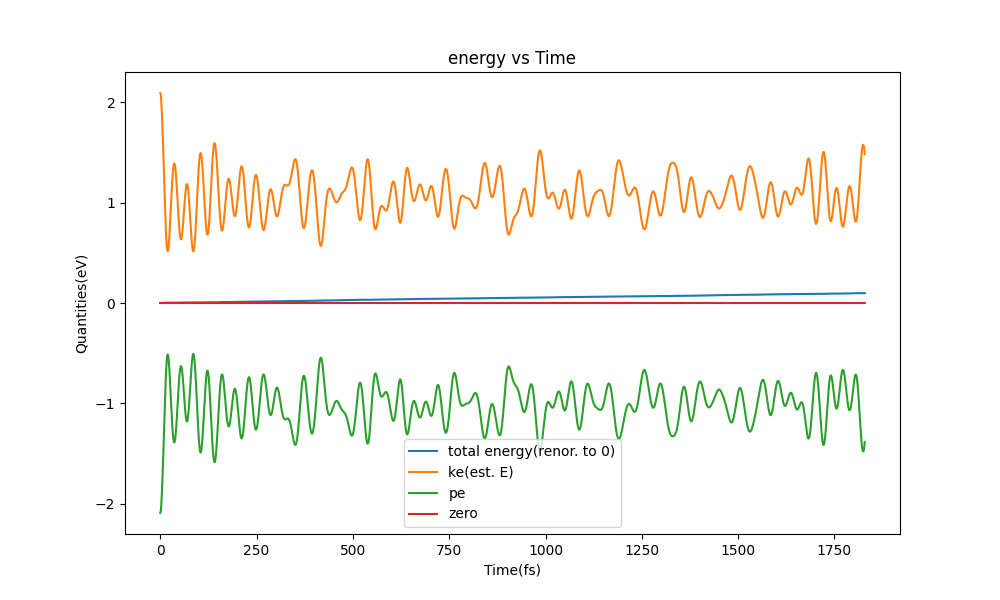 energy vs Time
Quantities(eV)
2
1
0
−1
−2
total energy(renor. to 0)
ke(est. E)
pe
zero
0 250 500 750 1000 1250 1500 1750
Time(fs)